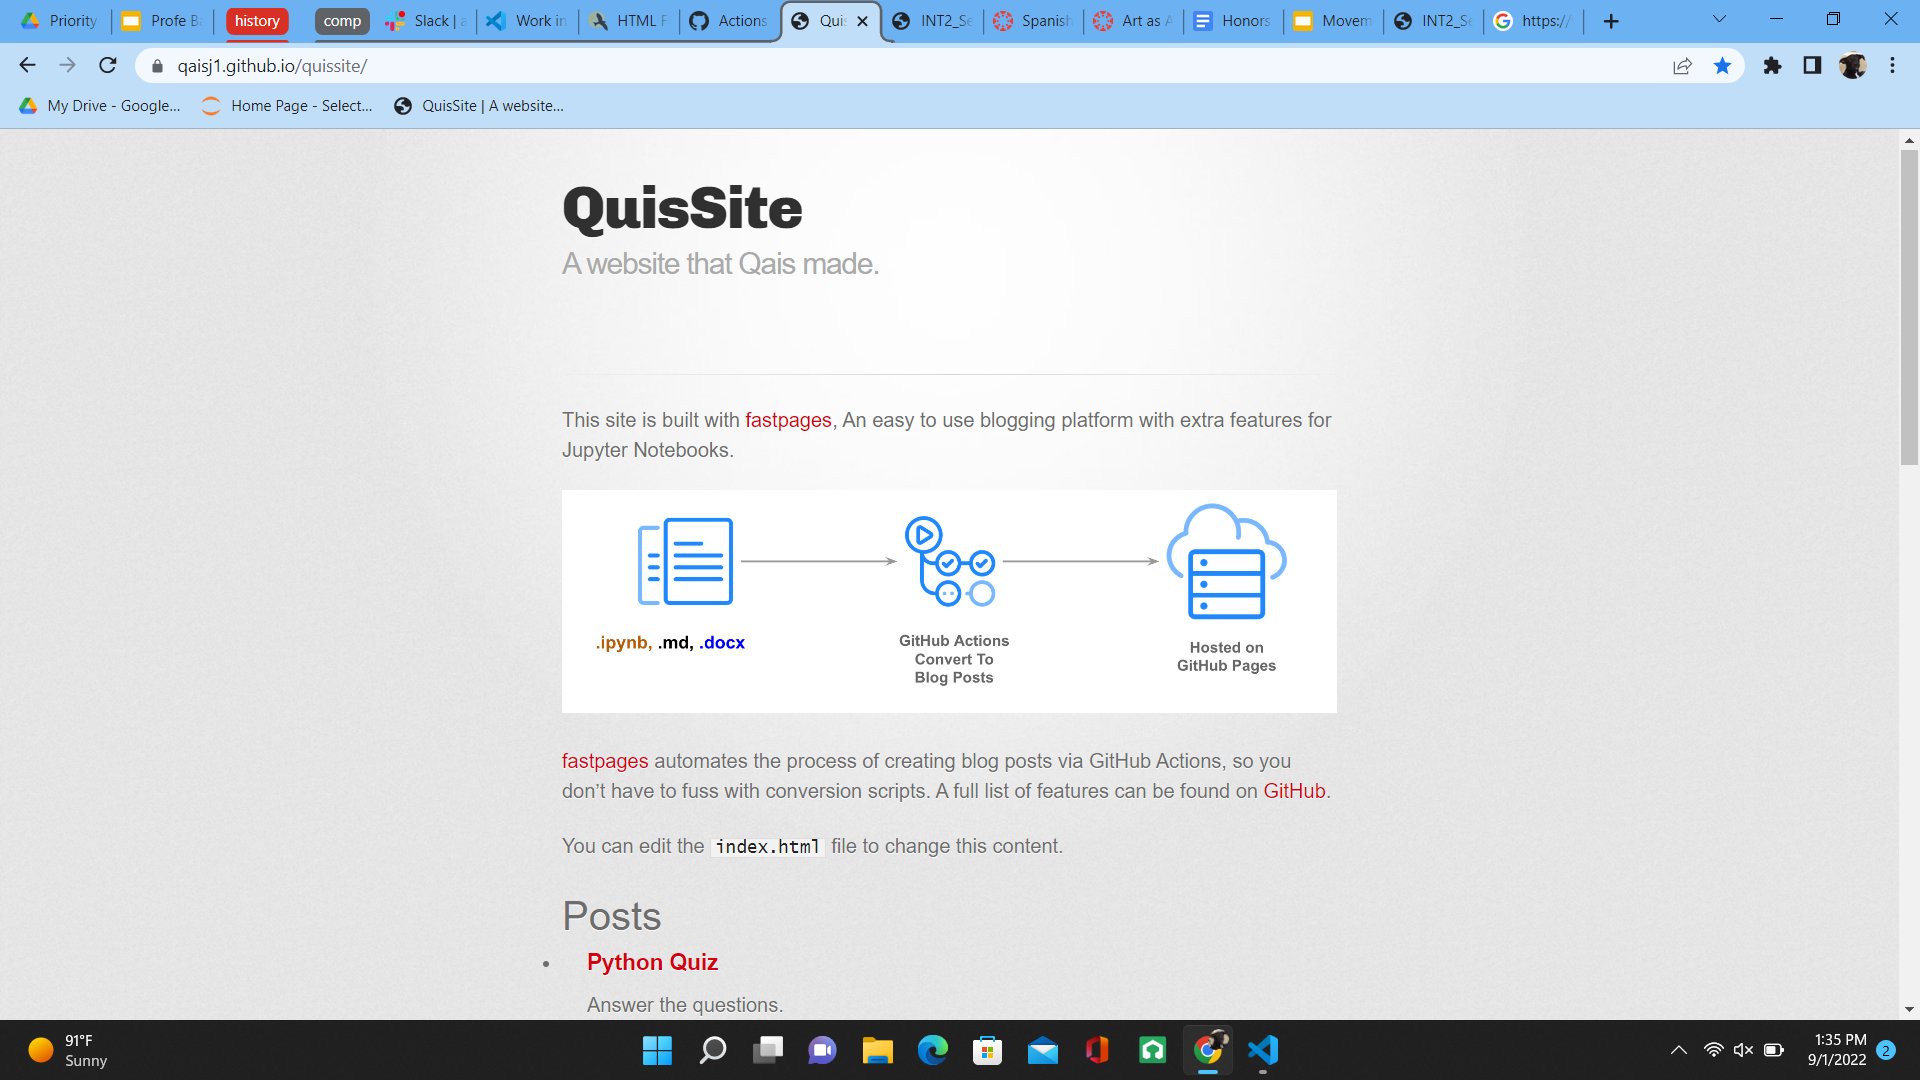 Priority
Profe Ba
history
comp
Slack | a
Work in
HTML F
Actions
Quis
INT2_Se
Spanish
Art as A
Honors
Movem
INT2_Se
https://
qaisj1.github.io/quissite/
My Drive - Google...
Home Page - Select...
QuisSite | A website...
QuisSite
A website that Qais made.
This site is built with fastpages, An easy to use blogging platform with extra features for
Jupyter Notebooks.
.ipynb, .md, .docx
GitHub Actions
Convert To
Blog Posts
Hosted on
GitHub Pages
fastpages automates the process of creating blog posts via GitHub Actions, so you
don’t have to fuss with conversion scripts. A full list of features can be found on GitHub.
You can edit the index.html file to change this content.
Posts
Python Quiz
Answer the questions.
91°F
Sunny
1:35 PM
9/1/2022
2